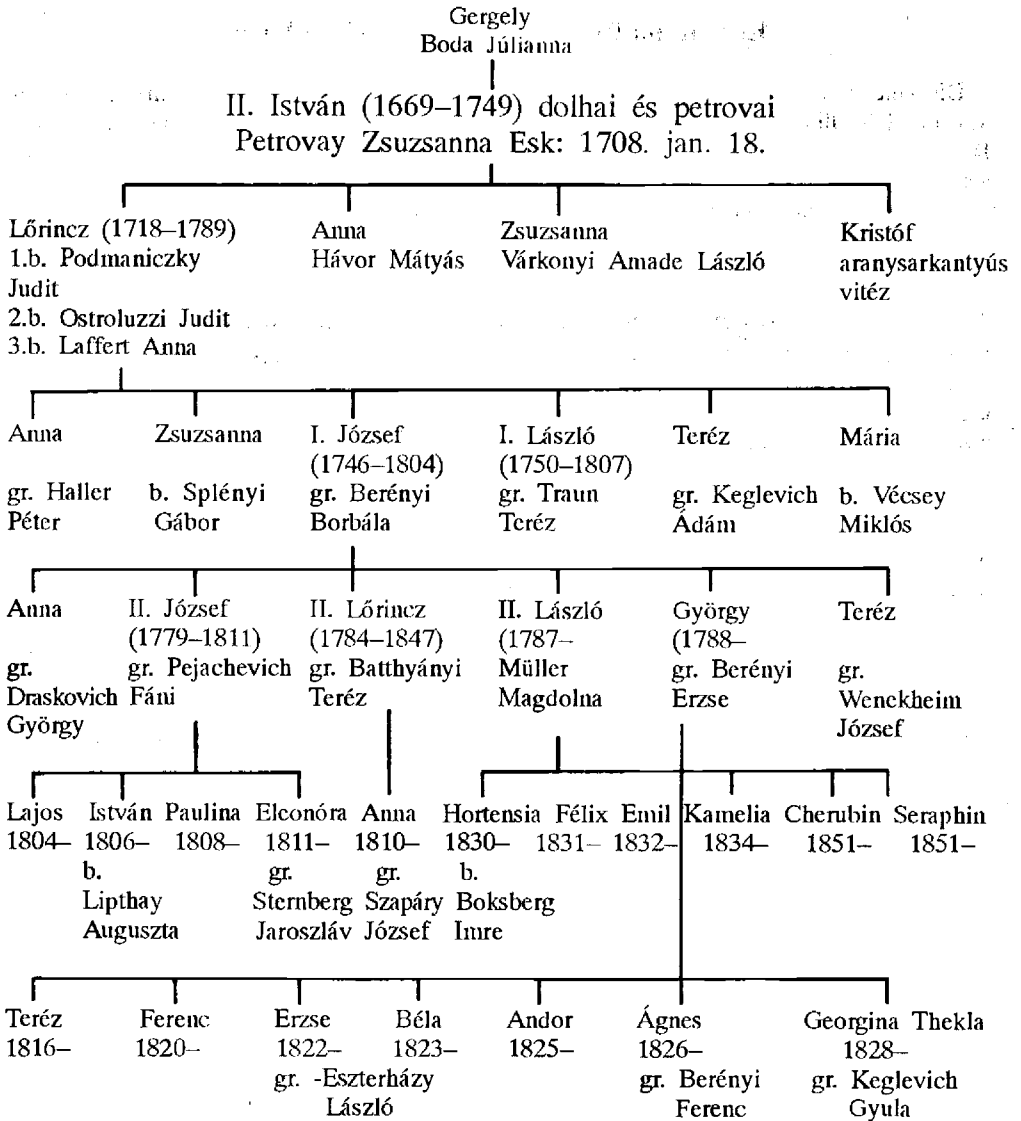 Gergely
Boda Júlianna
II. István (1669–1749) dolhai és petrovai
Petrovay Zsuzsanna Esk: 1708. jan. 18.
Lőrincz (1718–1789)
1.b. Podmaniczky
Judit
2.b. Ostroluzzi Judit
3.b. Laffert Anna
Anna
Hávor Mátyás
Zsuzsanna
Várkonyi Amade László
Kristóf
aranysarkantyús
vitéz
Anna
gr. Haller
Péter
Zsuzsanna
b. Splényi
Gábor
I. József
(1746–1804)
gr. Berényi
Borbála
I. László
(1750–1807)
gr. Traun
Teréz
Teréz
gr. Keglevich
Ádám
Mária
b. Vécsey
Miklós
Anna
gr.
Draskovich
György
II. József
(1779–1811)
gr. Pejachevich
Fáni
II. Lőrincz
(1784–1847)
gr. Batthyányi
Teréz
II. László
(1787–
Müller
Magdolna
György
(1788–
gr. Berényi
Erzse
Teréz
gr.
Wenckheim
József
Lajos
1804–
István
1806–
b.
Lipthay
Auguszta
Paulina
1808–
Eleonóra
1811–
gr.
Sternberg
Jaroszláv
Anna
1810–
gr.
Szapáry
József
Hortensia
1830–
b.
Boksberg
Imre
Félix
1831–
Emil
1832–
Kamelia
1834–
Cherubin
1851–
Seraphin
1851–
Teréz
1816–
Ferenc
1820–
Erzse
1822–
gr. -Eszterházy
László
Béla
1823–
Andor
1825–
Ágnes
1826–
gr. Berényi
Ferenc
Georgina Thekla
1828–
gr. Keglevich
Gyula